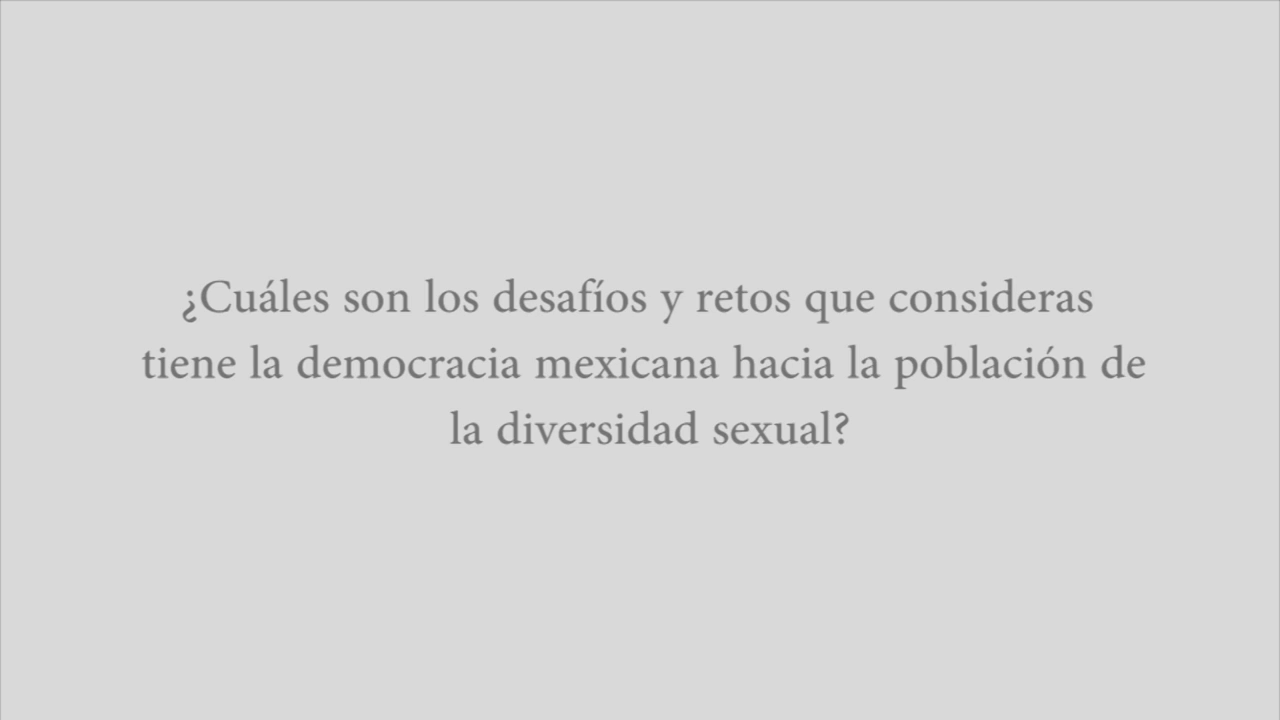 ¿Cuáles son los desafíos y retos que consideras
tiene la democracia mexicana hacia la población de
la diversidad sexual?